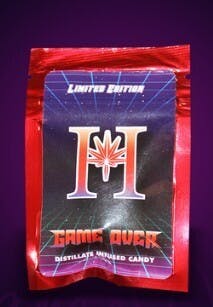 Limited Edition
H
Game Over
Distillate Infused Candy